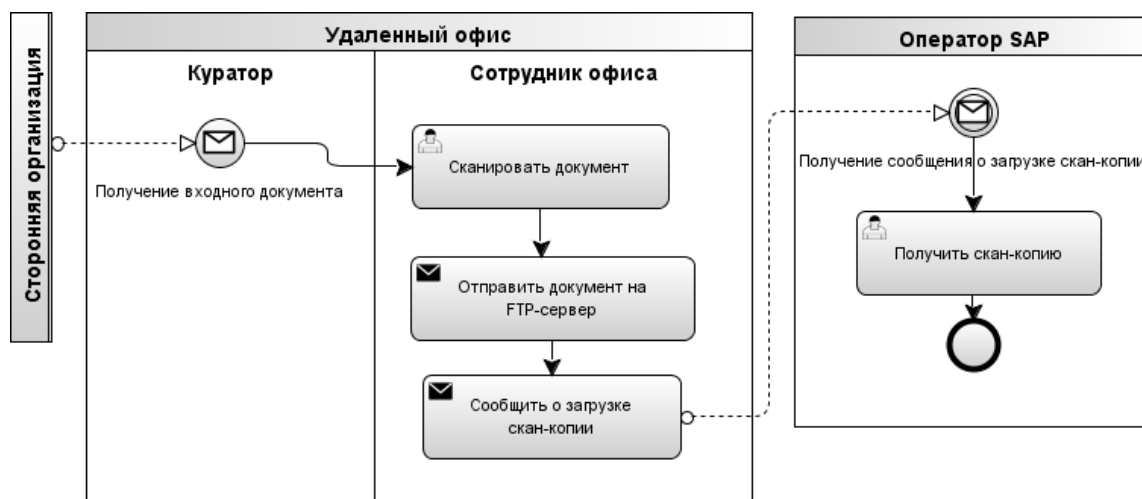 Сторонняя организация
Удаленный офис
Куратор
Сотрудник офиса
Получение входного документа
Сканировать документ
Отправить документ на
FTP-сервер
Сообщить о загрузке
скан-копии
Оператор SAP
Получение сообщения о загрузке скан-копии
Получить скан-копию